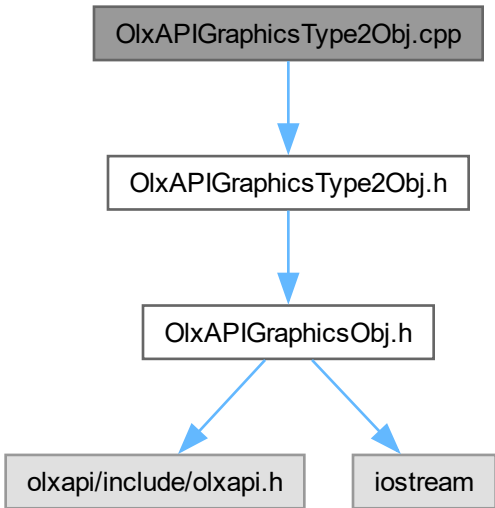 OlxAPIGraphicsType2Obj.cpp
OlxAPIGraphicsType2Obj.h
OlxAPIGraphicsObj.h
olxapi/include/olxapi.h
iostream